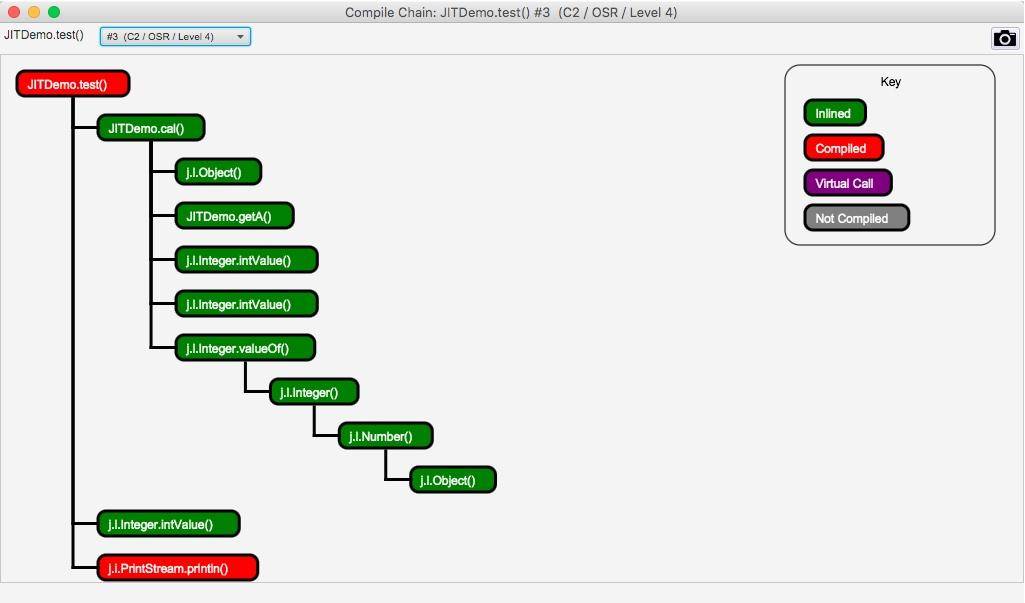 Compile Chain: JITDemo.test() #3 (C2 / OSR / Level 4)
JITDemo.test()
#3 (C2 / OSR / Level 4)
JITDemo.test()
JITDemo.cal()
j.l.Object()
JITDemo.getA()
j.l.Integer.intValue()
j.l.Integer.intValue()
j.l.Integer.valueOf()
j.l.Integer()
j.l.Number()
j.l.Object()
j.l.Integer.intValue()
j.i.PrintStream.println()
Key
Inlined
Compiled
Virtual Call
Not Compiled